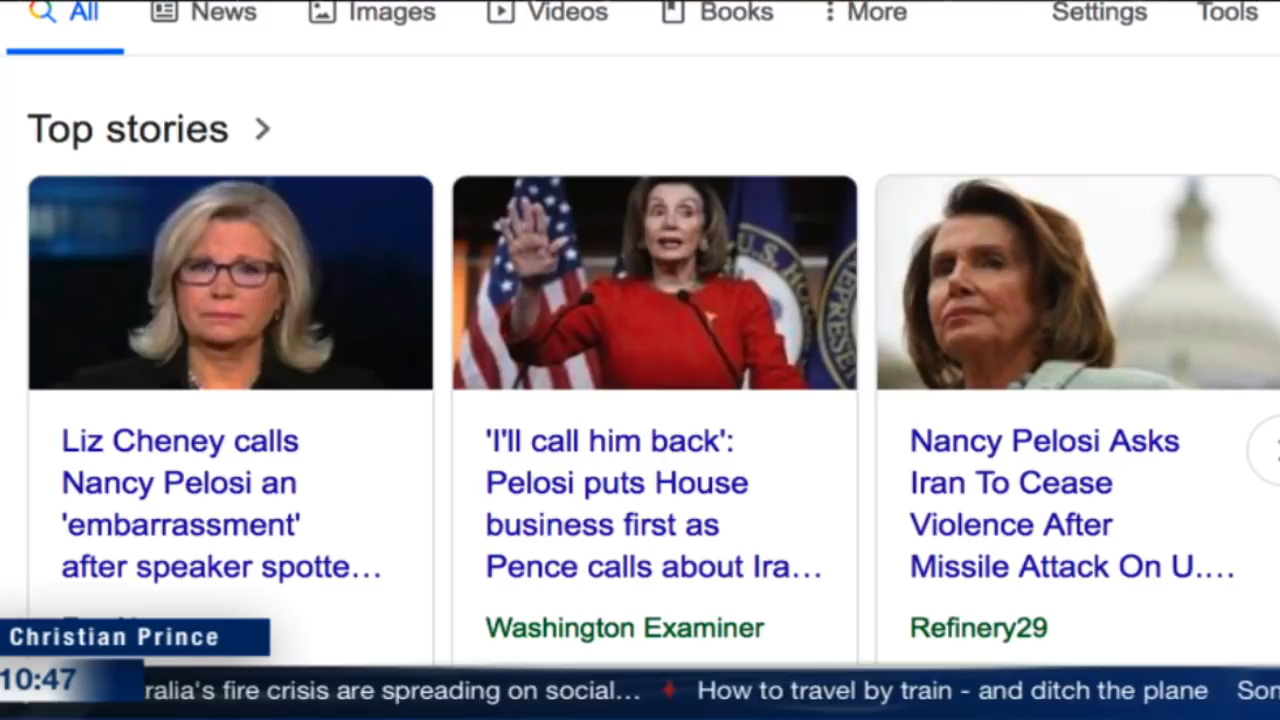 All News Images Videos Books More Settings Tools
Top stories
U.S. HO
REPRESE
Liz Cheney calls
Nancy Pelosi an
'embarrassment'
after speaker spotte...
'I'll call him back':
Pelosi puts House
business first as
Pence calls about Ira...
Washington Examiner
Nancy Pelosi Asks
Iran To Cease
Violence After
Missile Attack On U....
Refinery29
Christian Prince
10:47
ralia's fire crisis are spreading on social... How to travel by train - and ditch the plane Son